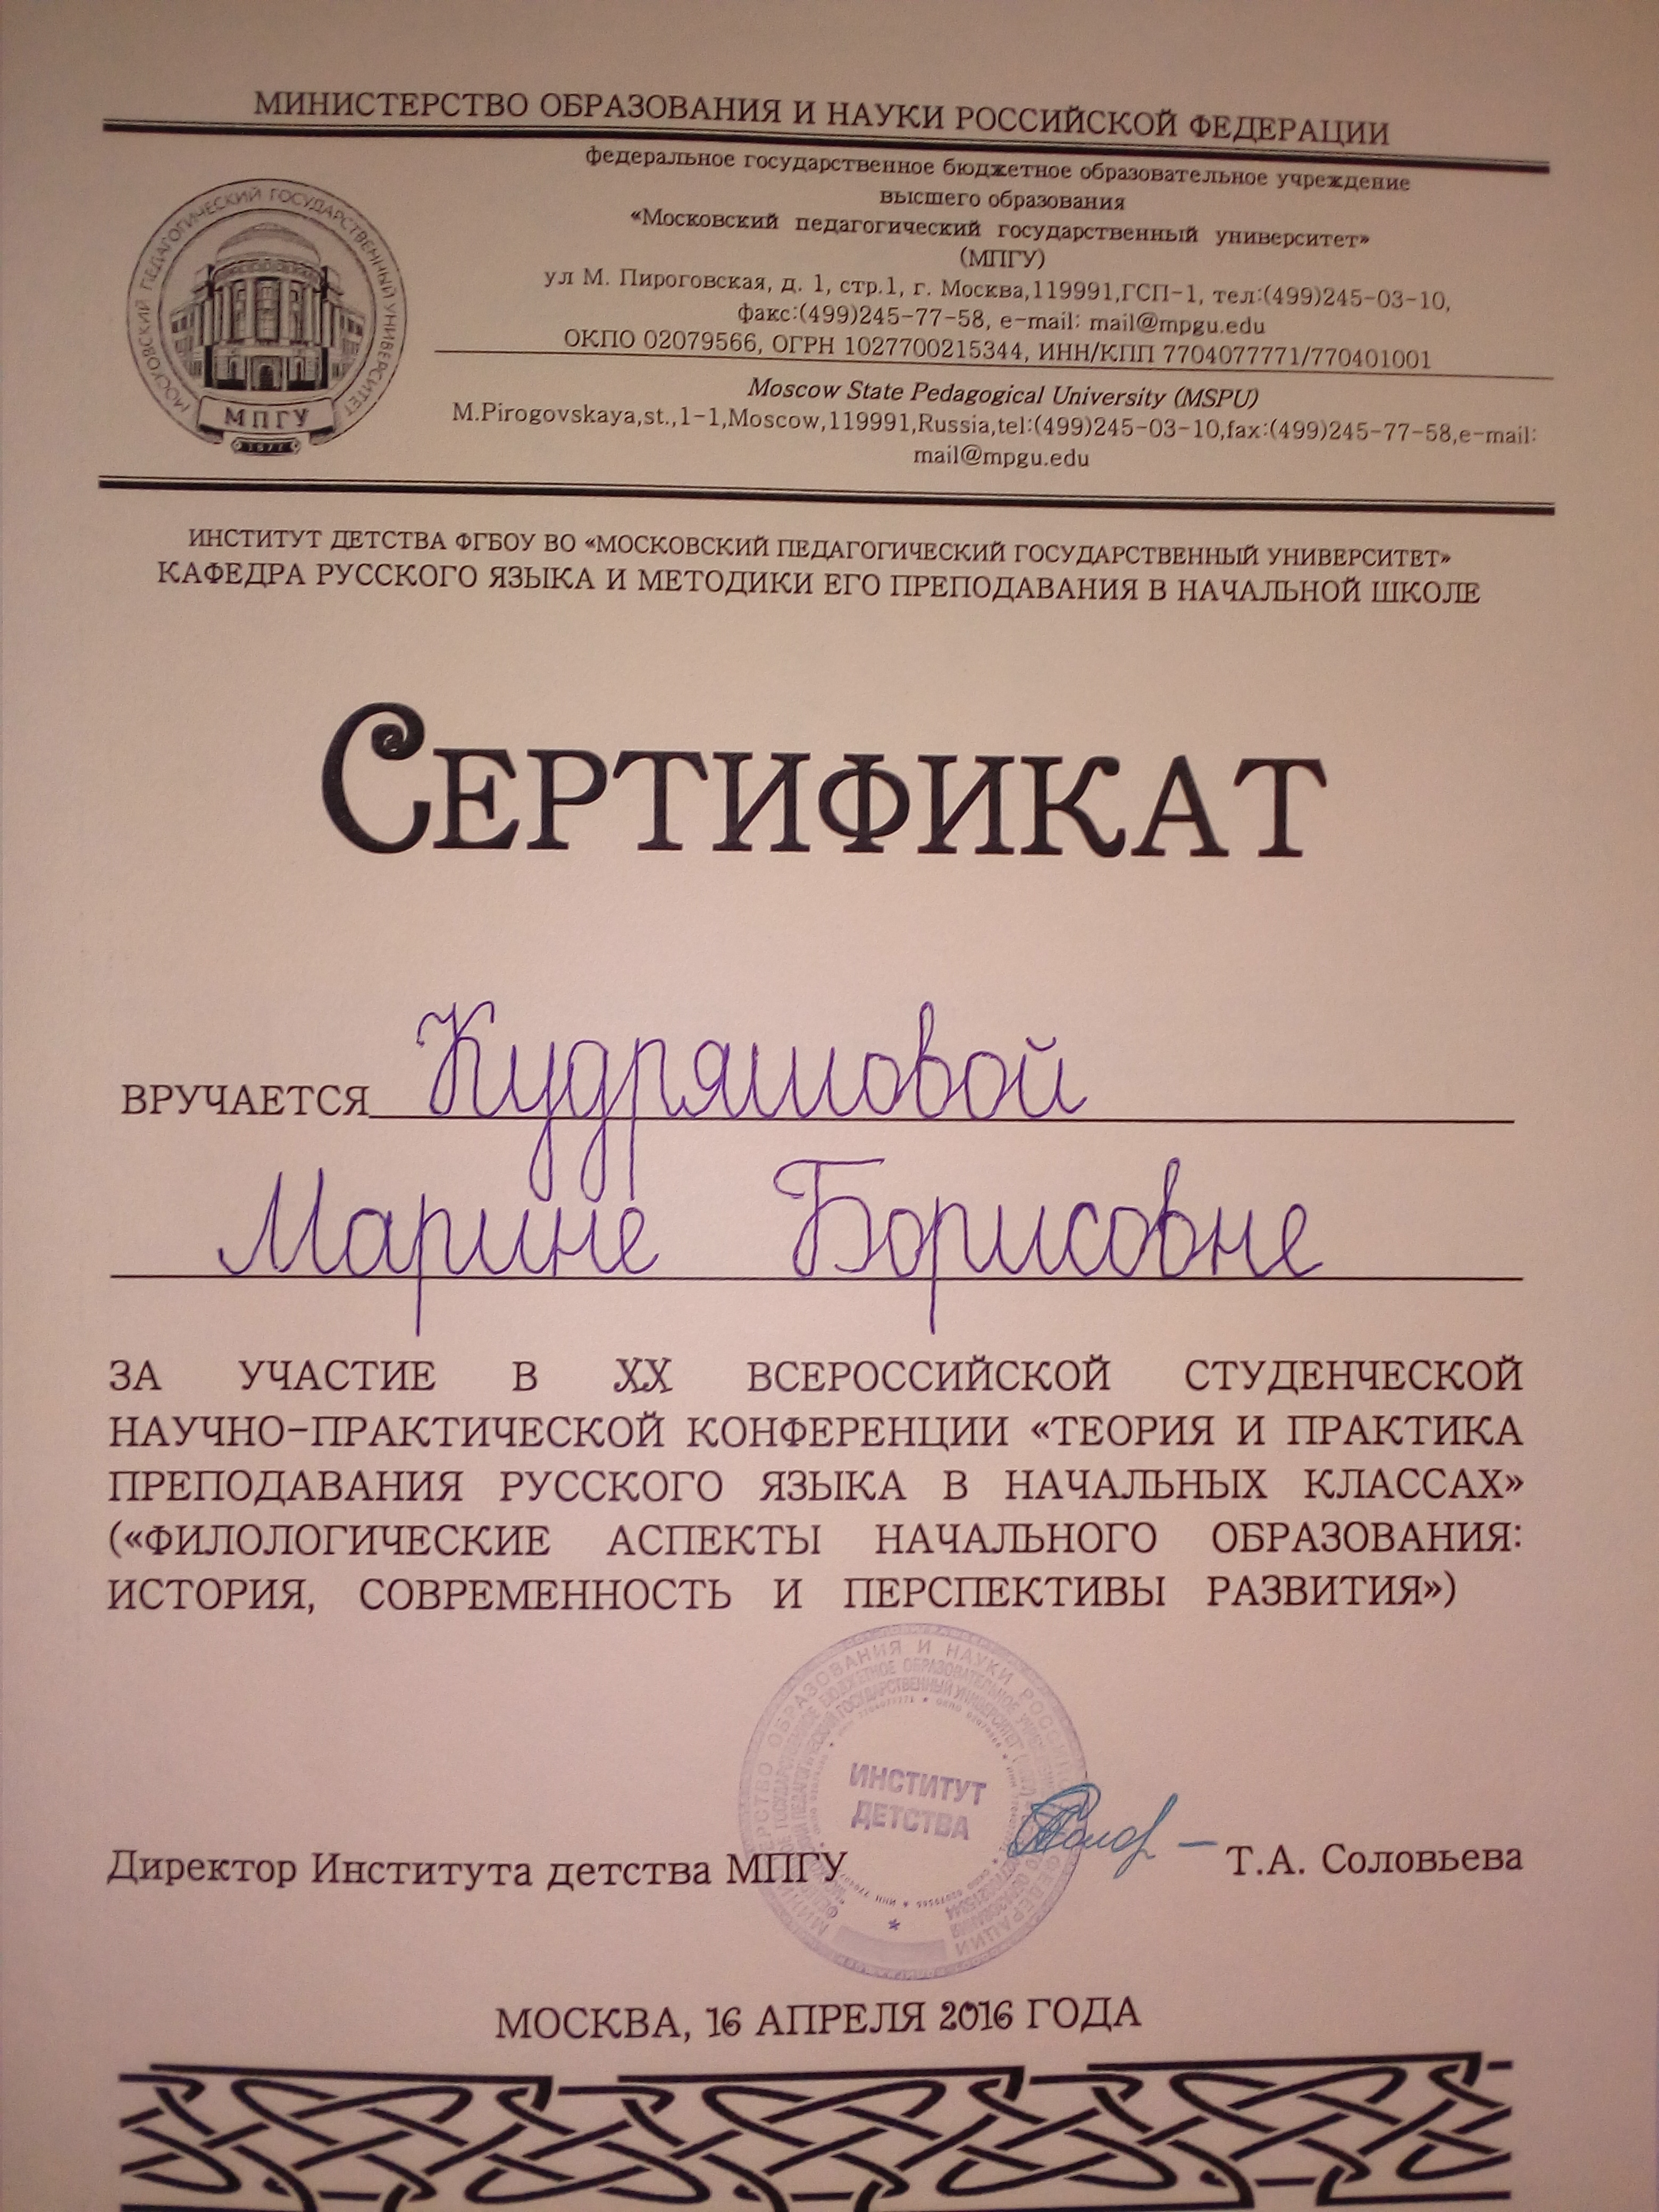 МИНИСТЕРСТВО ОБРАЗОВАНИЯ И НАУКИ РОССИЙСКОЙ ФЕДЕРАЦИИ
федеральное государственное бюджетное образовательное учреждение
высшего образования
«Московский педагогический государственный университет»
(МПГУ)
ул М. Пироговская, д. 1, стр.1, г. Москва,119991,ГСП-1, тел:(499)245-03-10,
факс:(499)245-77-58, e-mail: mail@mpgu.edu
ОКПО 02079566, ОГРН 1027700215344, ИНН/КПП 7704077771/770401001
Moscow State Pedagogical University (MSPU)
M.Pirogovskaya,st.,1-1,Moscow,119991,Russia,tel:(499)245-03-10,fax:(499)245-77-58,e-mail:
mail@mpgu.edu
МОСКОВСКИЙ ПЕДАГОГИЧЕСКИЙ ГОСУДАРСТВЕННЫЙ УНИВЕРСИТЕТ
МПГУ
ИНСТИТУТ ДЕТСТВА ФГБОУ ВО «МОСКОВСКИЙ ПЕДАГОГИЧЕСКИЙ ГОСУДАРСТВЕННЫЙ УНИВЕРСИТЕТ»
КАФЕДРА РУССКОГО ЯЗЫКА И МЕТОДИКИ ЕГО ПРЕПОДАВАНИЯ В НАЧАЛЬНОЙ ШКОЛЕ
СЕРТИФИКАТ
ВРУЧАЕТСЯ Кудряшовой
Марине Борисовне
ЗА УЧАСТИЕ В XX ВСЕРОССИЙСКОЙ СТУДЕНЧЕСКОЙ
НАУЧНО-ПРАКТИЧЕСКОЙ КОНФЕРЕНЦИИ «ТЕОРИЯ И ПРАКТИКА
ПРЕПОДАВАНИЯ РУССКОГО ЯЗЫКА В НАЧАЛЬНЫХ КЛАССАХ»
(«ФИЛОЛОГИЧЕСКИЕ АСПЕКТЫ НАЧАЛЬНОГО ОБРАЗОВАНИЯ:
ИСТОРИЯ, СОВРЕМЕННОСТЬ И ПЕРСПЕКТИВЫ РАЗВИТИЯ»)
ИНСТИТУТ
ДЕТСТВА
Директор Института детства МПГУ Т.А. Соловьева
МОСКВА, 16 АПРЕЛЯ 2016 ГОДА